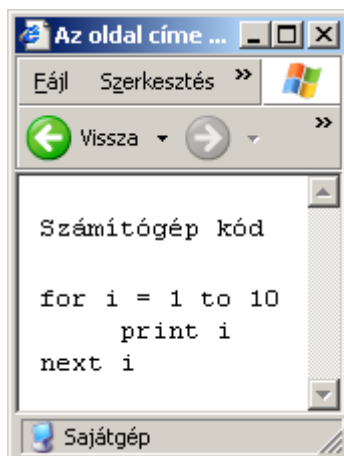 Az oldal címe ...
Fájl Szerkesztés »
Vissza »
Számítógép kód
for i = 1 to 10
print i
next i
Sajátgép